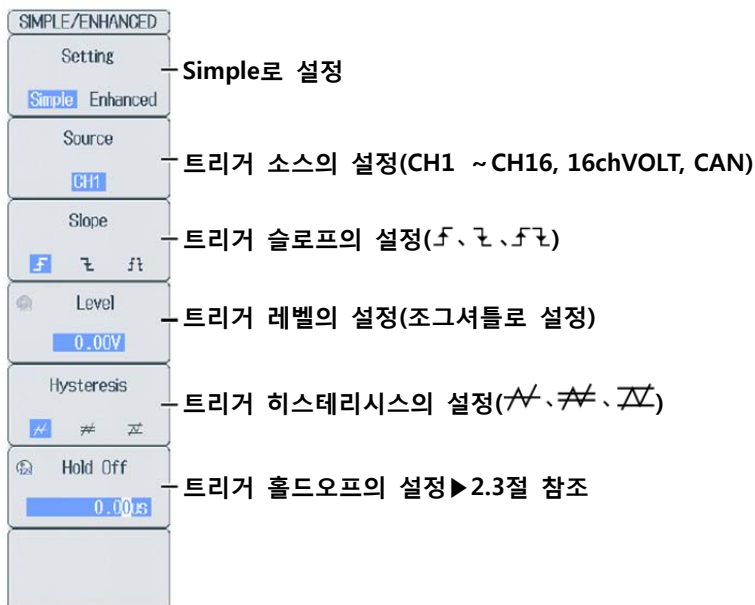 SIMPLE/ENHANCED
Setting
Simple Enhanced
Simple로 설정
Source
CH1
트리거 소스의 설정(CH1 ~CH16, 16chVOLT, CAN)
Slope
트리거 슬로프의 설정(、、)
Level
0.00V
트리거 레벨의 설정(조그셔틀로 설정)
Hysteresis
트리거 히스테리시스의 설정(、、)
Hold Off
0.00us
트리거 홀드오프의 설정▶2.3절 참조